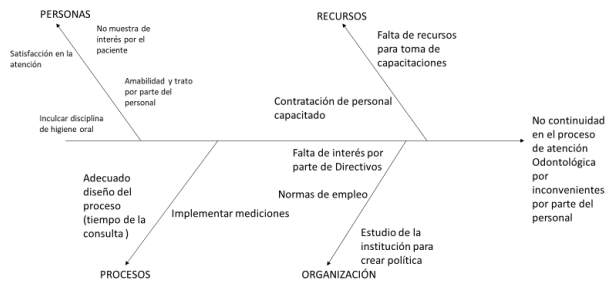 PERSONAS
No muestra de
interés por el
paciente
Satisfacción en la
atención
Amabilidad y trato
por parte del
personal
Inculcar disciplina
de higiene oral
RECURSOS
Falta de recursos
para toma de
capacitaciones
Contratación de personal
capacitado
No continuidad
en el proceso
de atención
Odontológica
por
inconvenientes
por parte del
personal
Adecuado
diseño del
proceso
(tiempo de la
consulta )
Implementar mediciones
PROCESOS
Falta de interés por
parte de Directivos
Normas de empleo
Estudio de la
institución para
crear política
ORGANIZACIÓN